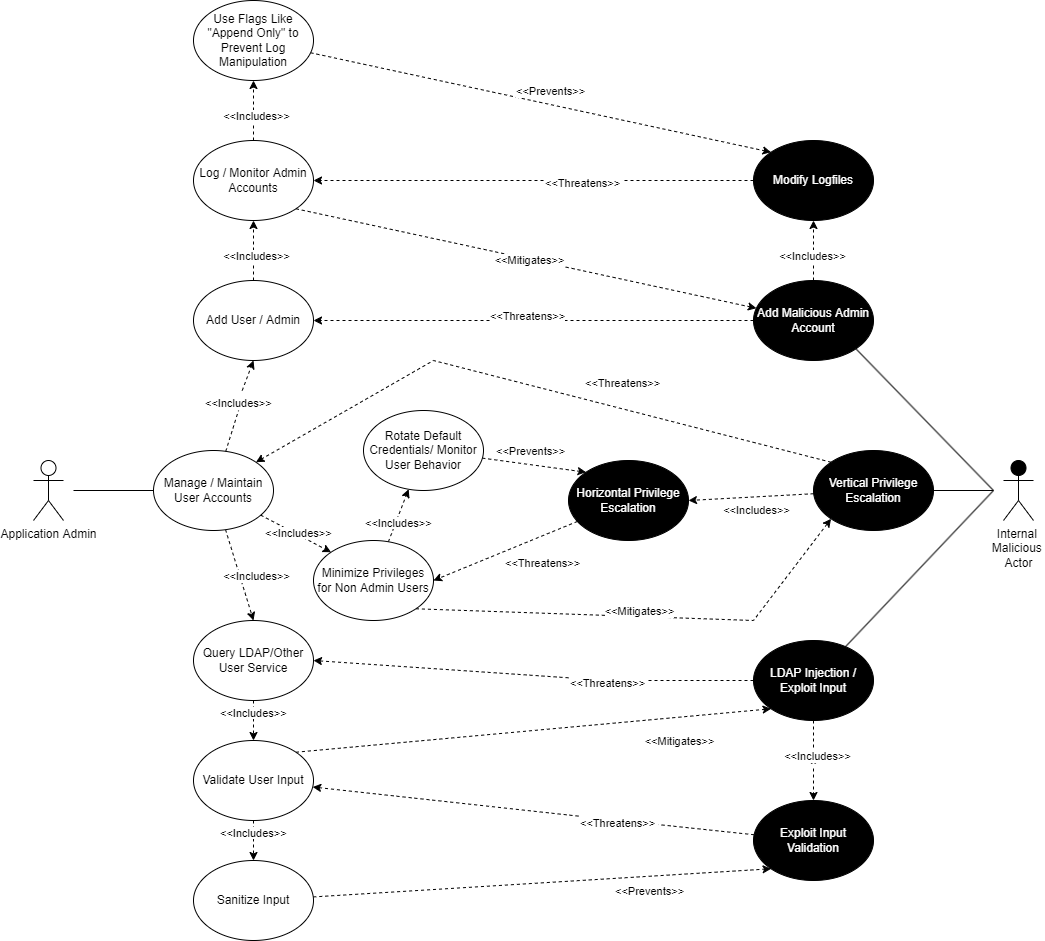 Use Flags Like
"Append Only" to
Prevent Log
Manipulation
<<Prevents>>
<<Includes>>
Log / Monitor Admin
Accounts
<<Threatens>>
Modify Logfiles
<<Includes>>
<<Mitigates>>
<<Includes>>
Add User / Admin
<<Threatens>>
Add Malicious Admin
Account
<<Includes>>
<<Threatens>>
Rotate Default
Credentials/ Monitor
User Behavior
<<Prevents>>
Manage / Maintain
User Accounts
Horizontal Privilege
Escalation
Vertical Privilege
Escalation
<<Includes>>
Application Admin
Internal
Malicious
Actor
<<Includes>>
<<Includes>>
<<Threatens>>
<<Includes>>
Minimize Privileges
for Non Admin Users
<<Mitigates>>
Query LDAP/Other
User Service
<<Threatens>>
LDAP Injection /
Exploit Input
<<Includes>>
<<Mitigates>>
<<Includes>>
Validate User Input
<<Threatens>>
Exploit Input
Validation
<<Includes>>
Sanitize Input
<<Prevents>>